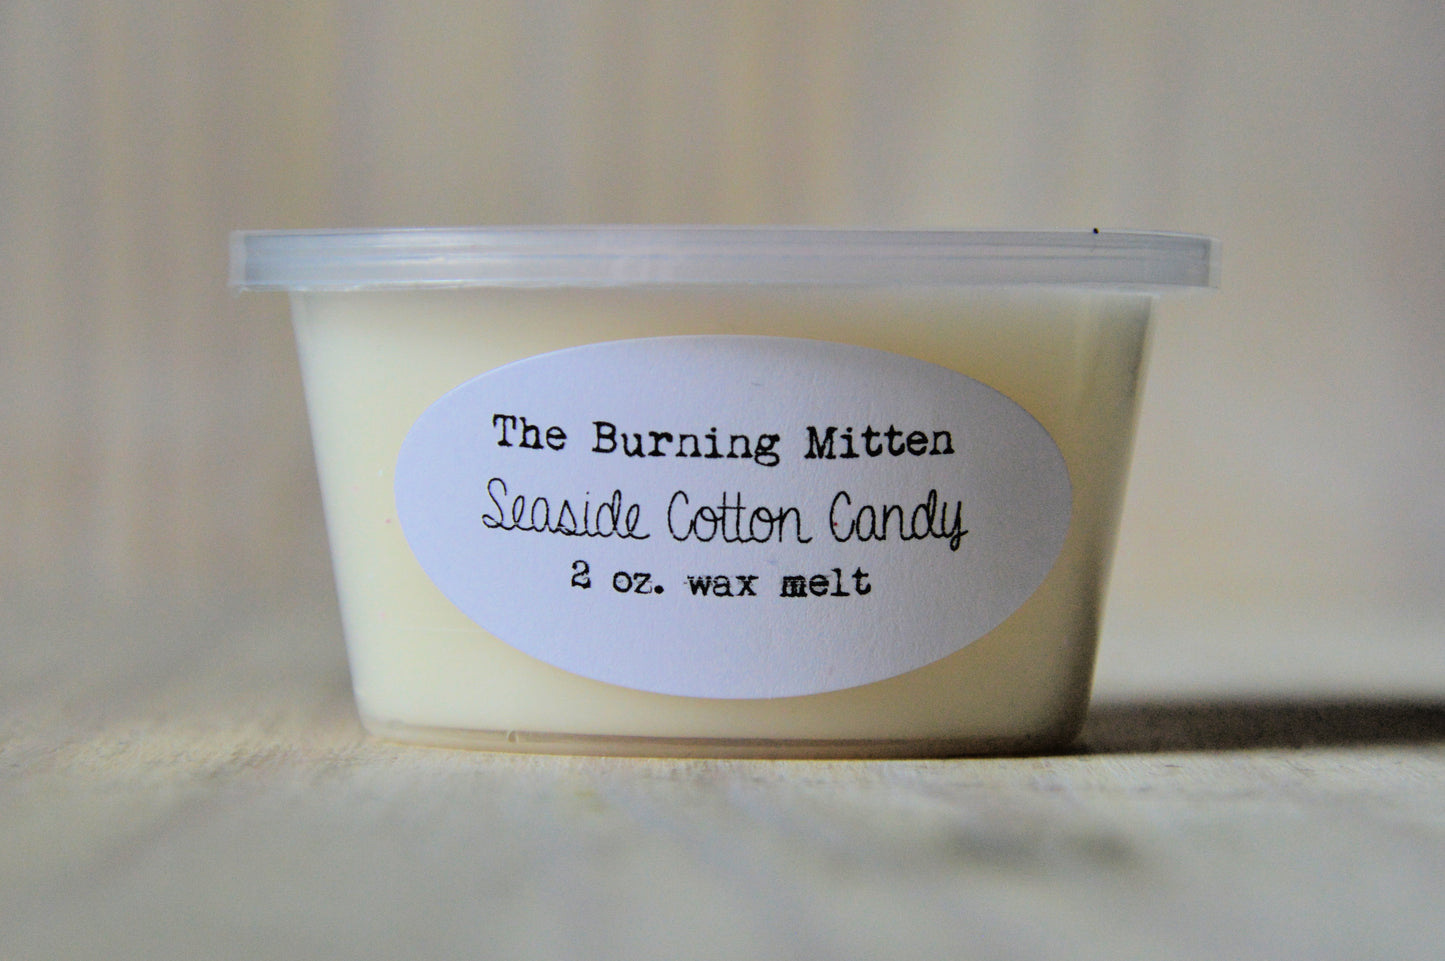 The Burning Mitten
Seaside Cotton Candy
2 oz. wax melt